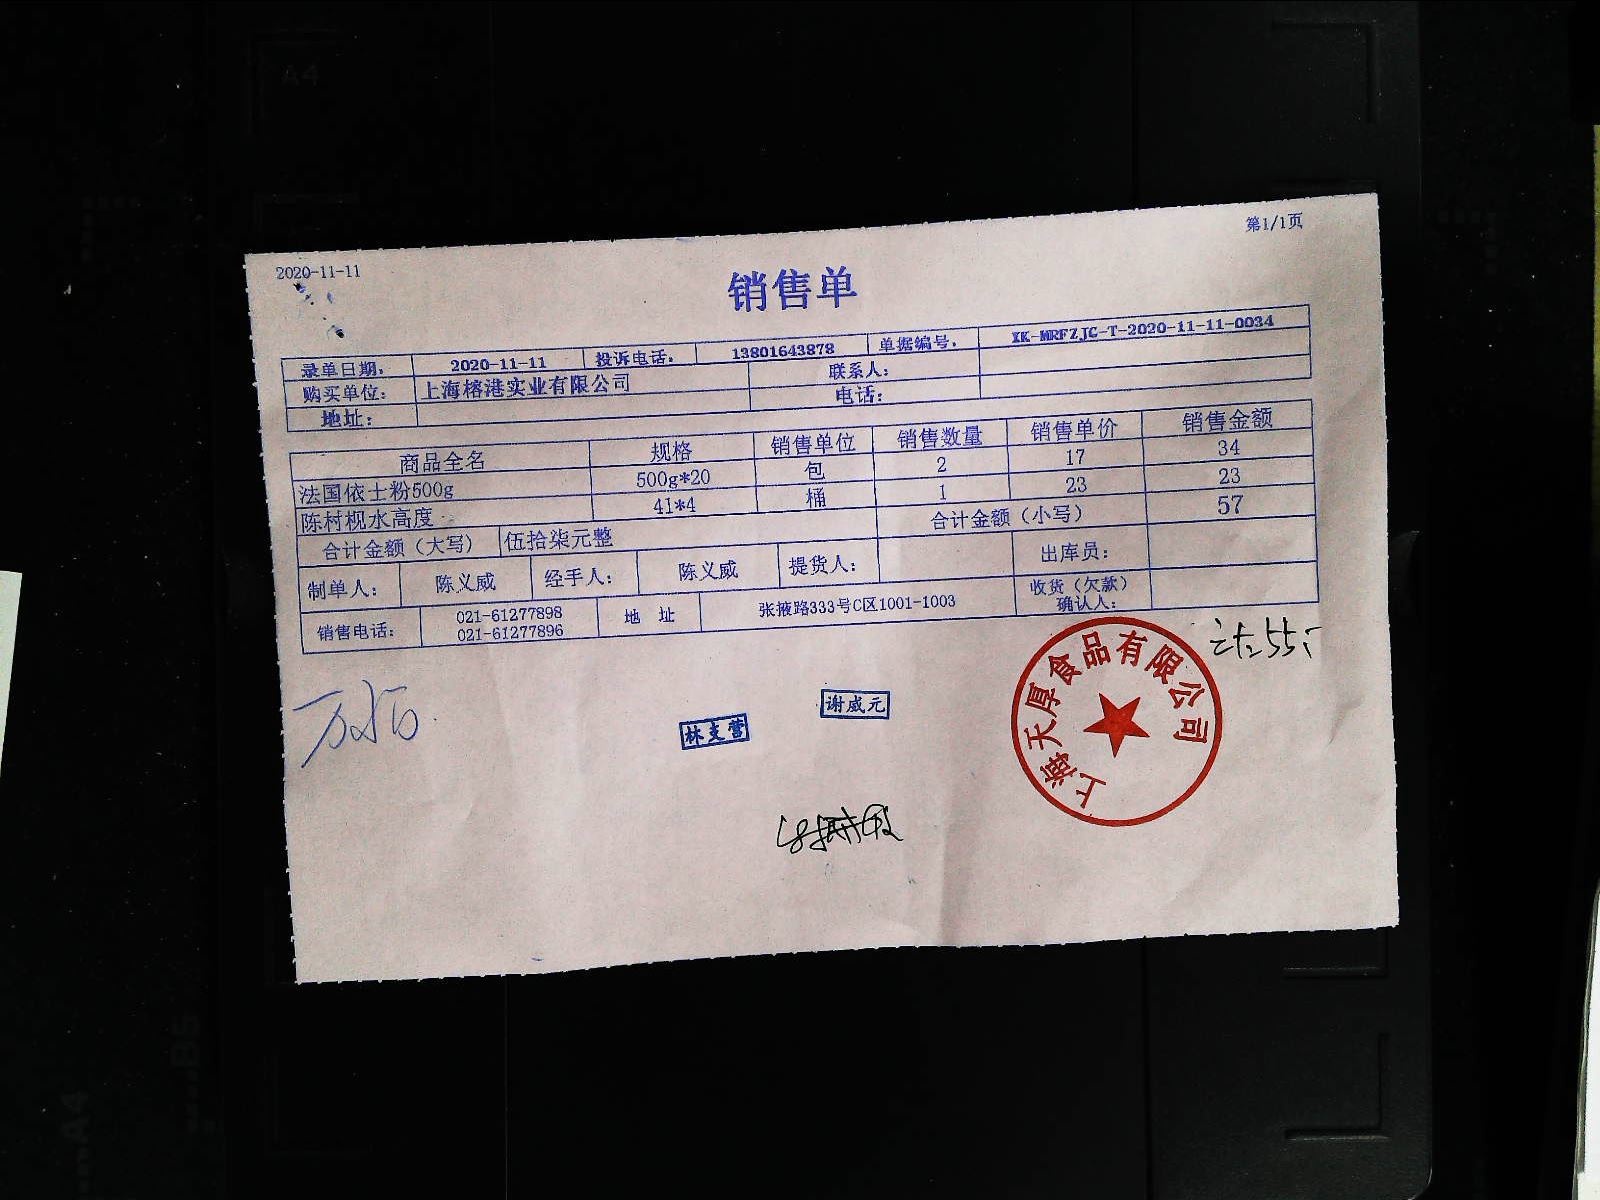 2020-11-11
第1/1页
销售单
录单日期: 2020-11-11 投诉电话: 13801643878 单据编号: XK-MRFZJG-T-2020-11-11-0034
购买单位: 上海榕港实业有限公司 联系人:
地址: 电话:
商品全名 规格 销售单位 销售数量 销售单价 销售金额
法国依士粉500g 500g*20 包 2 17 34
陈村枧水高度 4l*4 桶 1 23 23
合计金额（大写） 伍拾柒元整 合计金额（小写） 57
制单人: 陈义威 经手人: 陈义威 提货人: 出库员:
销售电话: 021-61277898 021-61277896 地 址 张掖路333号C区1001-1003 收货（欠款）确认人:
上海天厚食品有限公司
谢威元
林支营